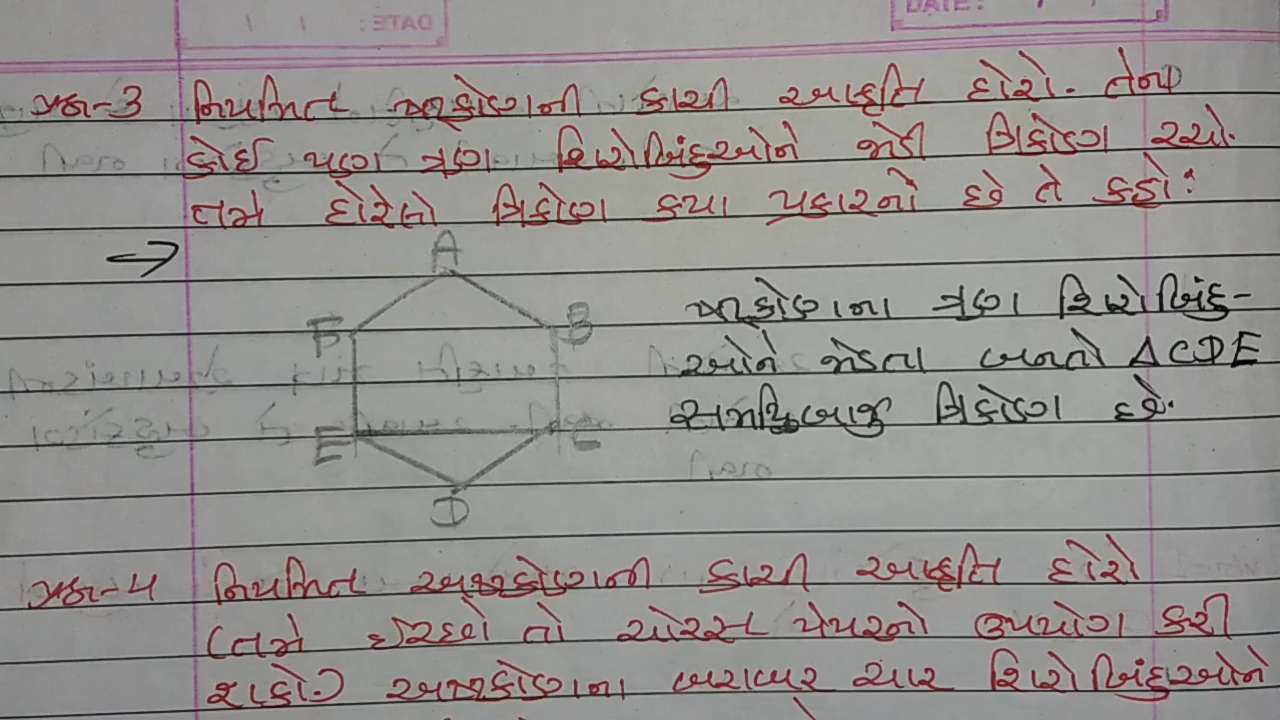 DATE: / /
પ્રશ્ન-3 નિયમિત ષટ્કોણની કાચી આકૃતિ દોરો. તેના
કોઈ પણ ત્રણ શિરોબિંદુઓને જોડી ત્રિકોણ રચો.
તમે દોરેલો ત્રિકોણ કયા પ્રકારનો છે તે કહો:
→
A
F B
E C
D
ષટ્કોણના ત્રણ શિરોબિંદુ-
ઓને જોડતા બનતો ΔCDE
સમદ્વિબાજુ ત્રિકોણ છે.
પ્રશ્ન-4 નિયમિત અષ્ટકોણની કાચી આકૃતિ દોરો
(તમે ઈચ્છો તો ચોરસ પેપરનો ઉપયોગ કરી
શકો.) અષ્ટકોણના બરાબર ચાર શિરોબિંદુઓને